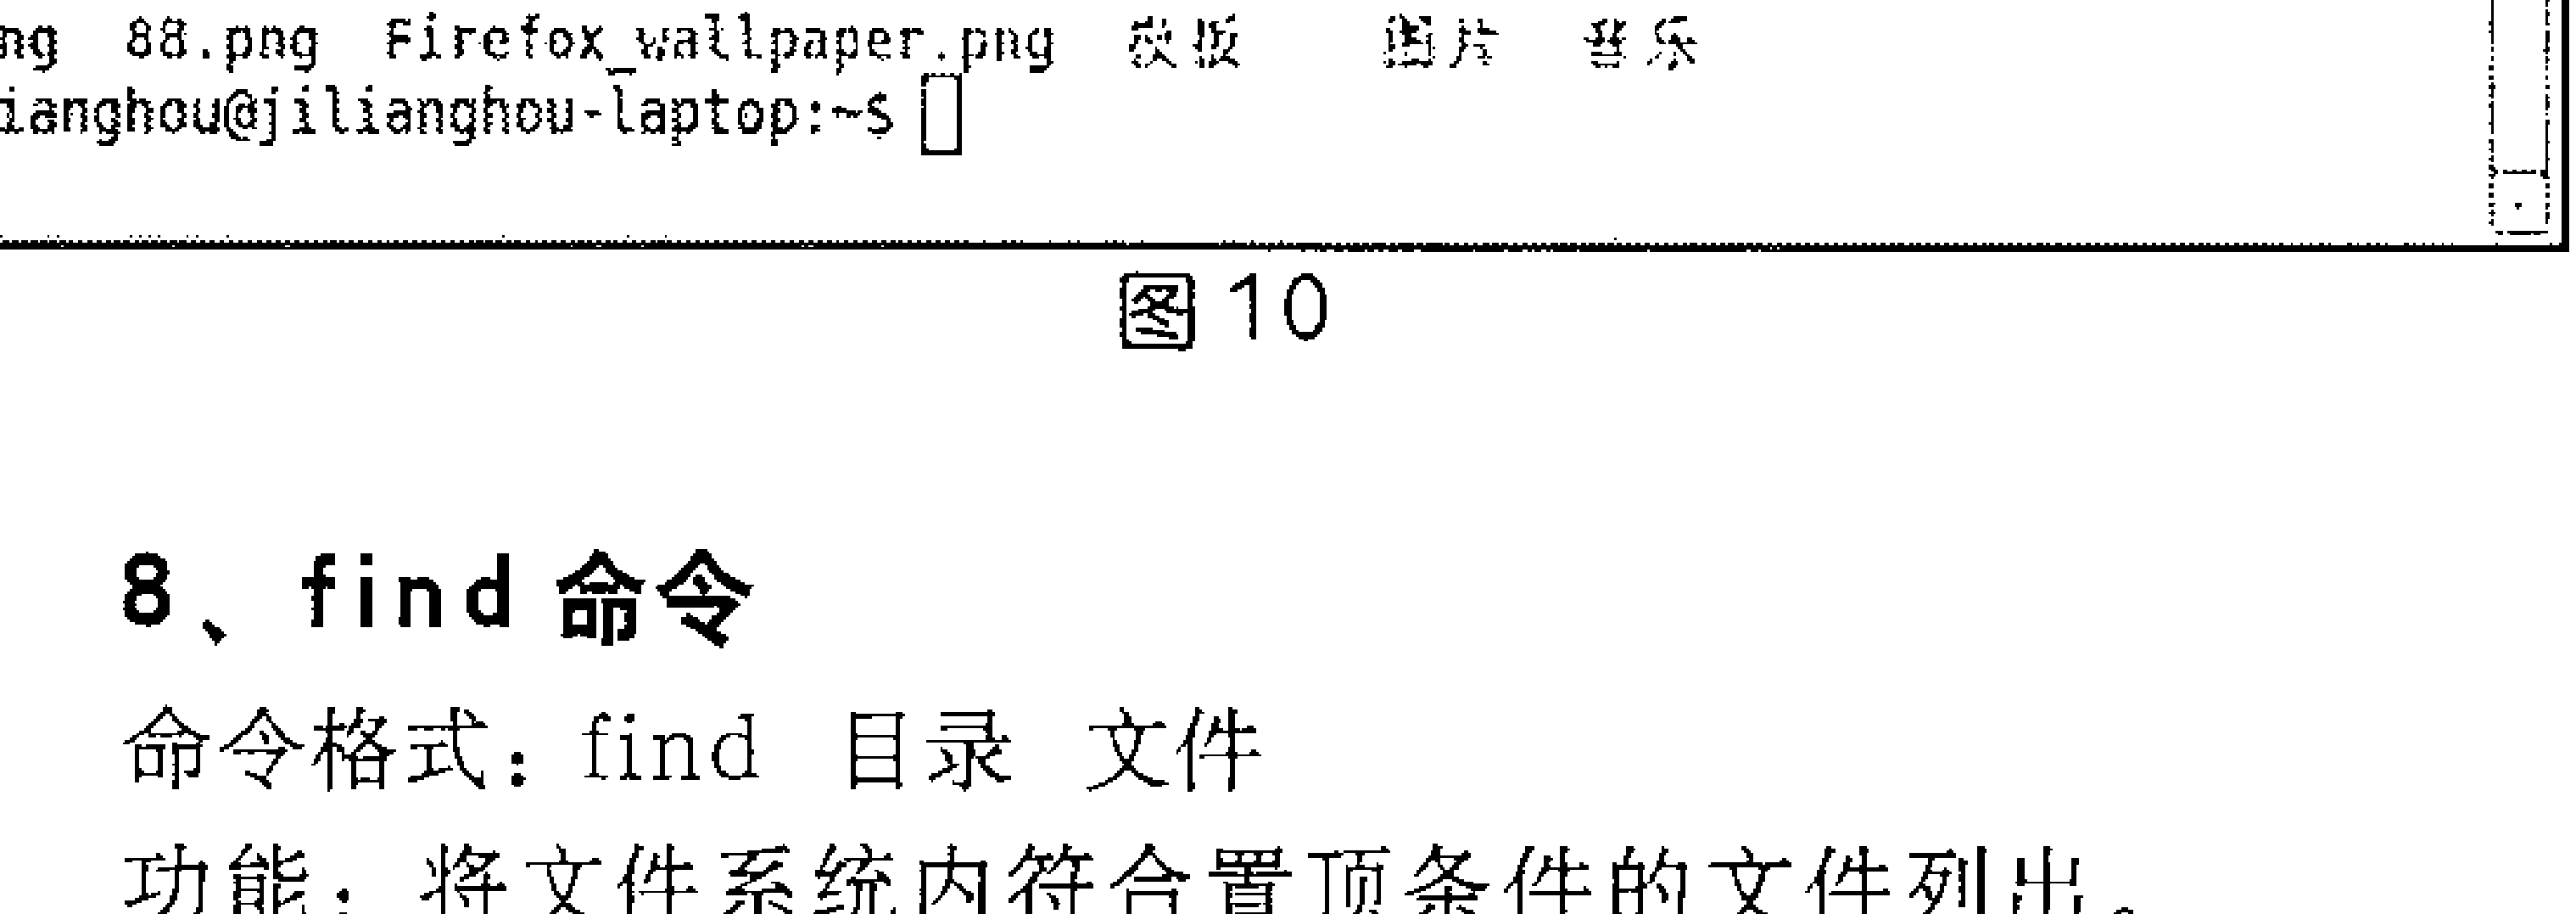 ng 88.png Firefox_wallpaper.png 模板 图片 音乐
ianghou@jilianghou-laptop:~$
图10
8、find 命令
命令格式：find 目录 文件
功能：将文件系统内符合置顶条件的文件列出。